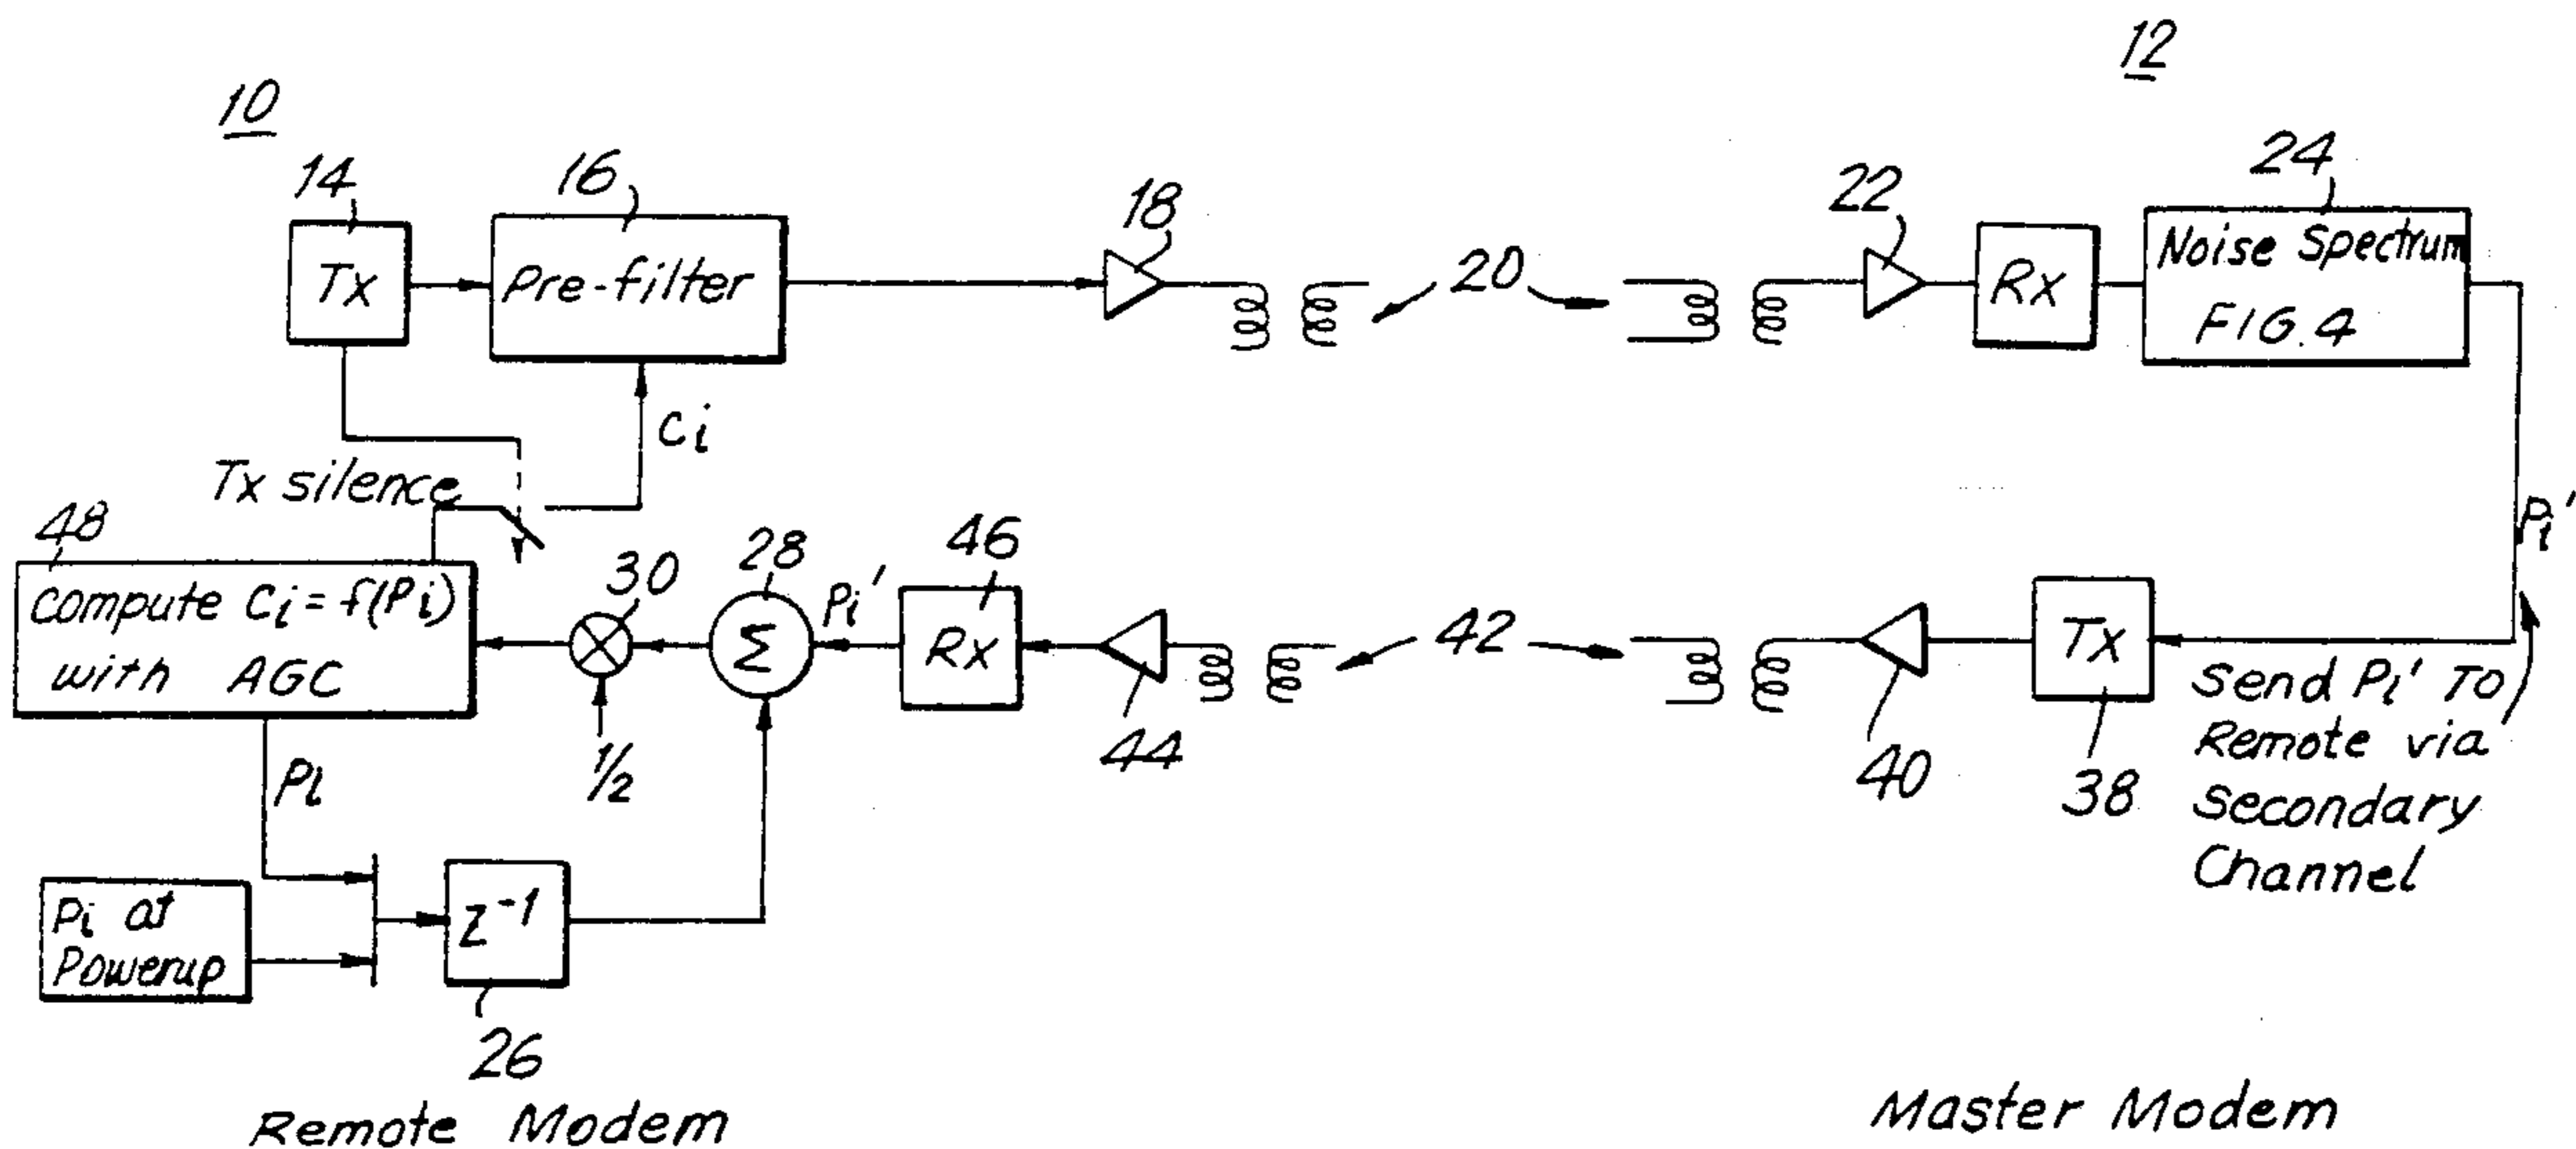 12
10
14
16
18
22
24
Tx
Pre-filter
20
Rx
Noise Spectrum
FIG. 4
Ci
Tx silence
Pi'
48
30
28
46
compute Ci = f(Pi)
with AGC
Σ
Pi'
Rx
42
Tx
1/2
44
40
38
Send Pi' To
Remote via
Secondary
Channel
Pi
Pi at
Powerup
Z-1
26
Remote Modem
Master Modem